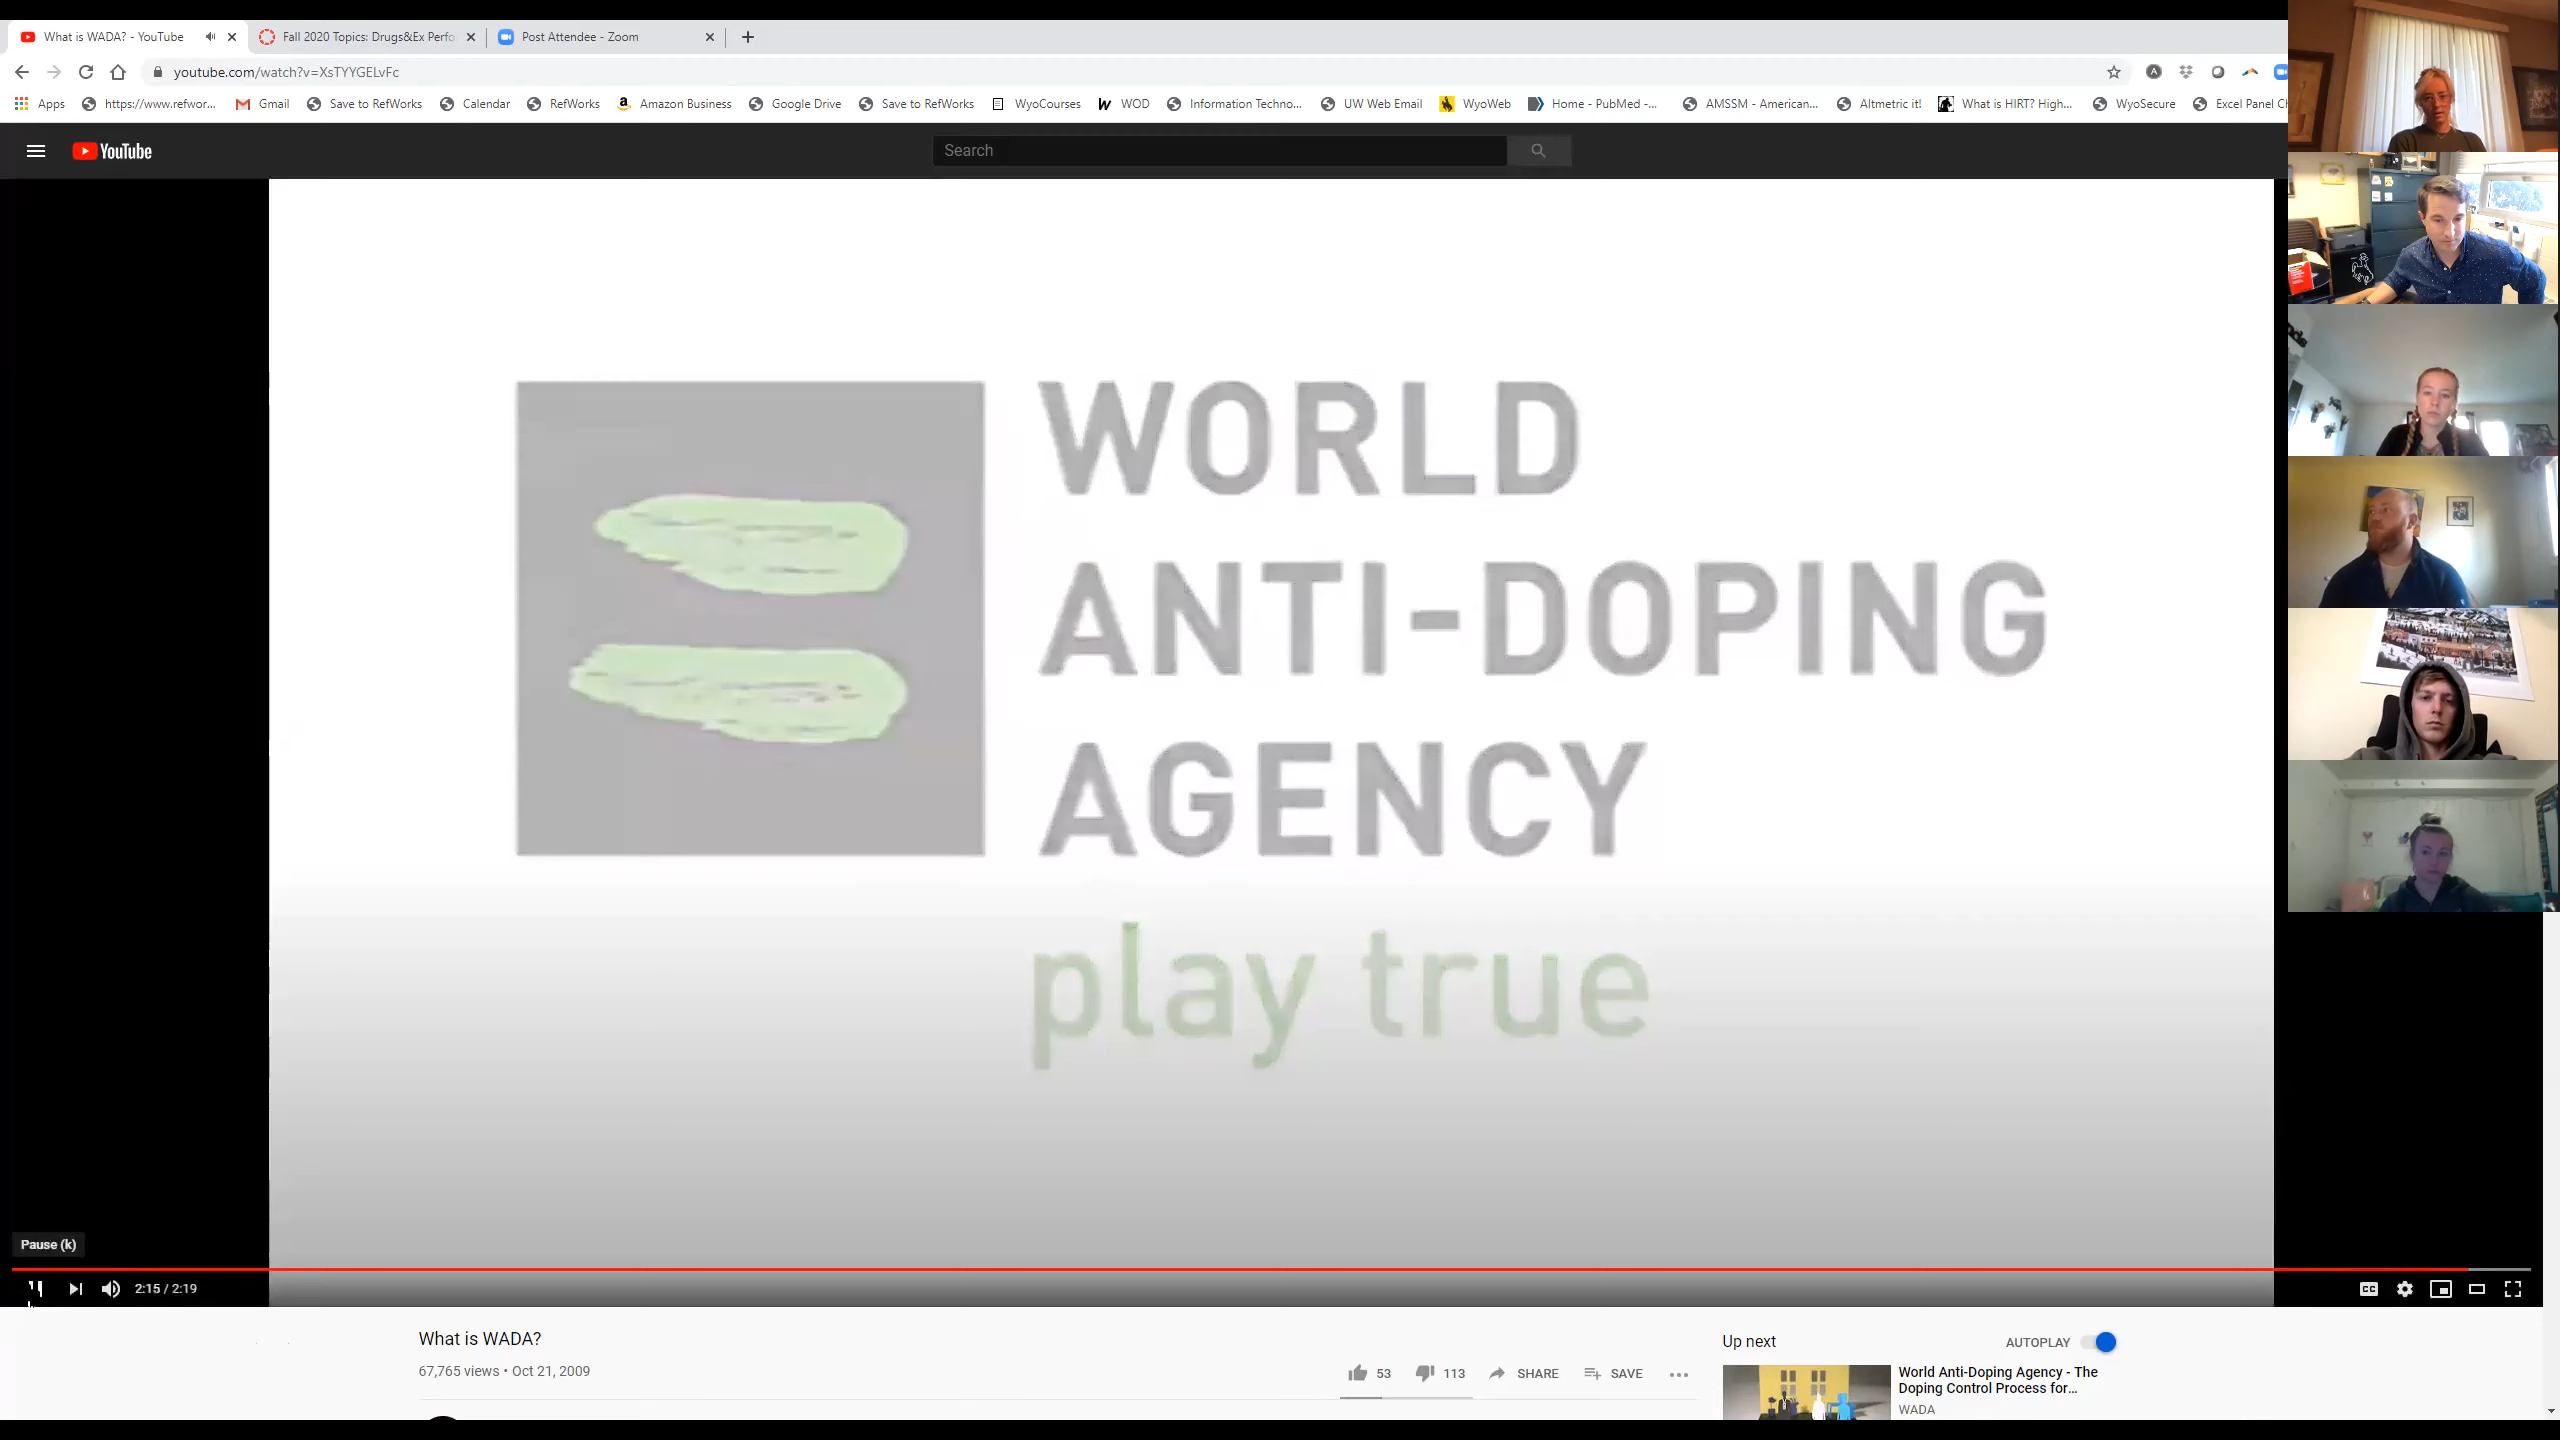 What is WADA? - YouTube
Fall 2020 Topics: Drugs&Ex Perfo
Post Attendee - Zoom
youtube.com/watch?v=XsTYYGELvFc
Apps
https://www.refwor...
Gmail
Save to RefWorks
Calendar
RefWorks
Amazon Business
Google Drive
Save to RefWorks
WyoCourses
WOD
Information Techno...
UW Web Email
WyoWeb
Home - PubMed -...
AMSSM - American...
Altmetric it!
What is HIRT? High...
WyoSecure
Excel Panel Ch
YouTube
Search
WORLD
ANTI-DOPING
AGENCY
play true
Pause (k)
2:15 / 2:19
CC
What is WADA?
67,765 views • Oct 21, 2009
53
113
SHARE
SAVE
Up next
AUTOPLAY
World Anti-Doping Agency - The
Doping Control Process for...
WADA